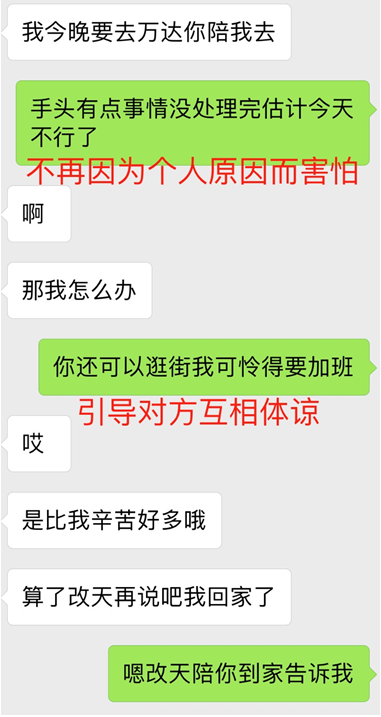 我今晚要去万达你陪我去
手头有点事情没处理完估计今天
不行了
不再因为个人原因而害怕
啊
那我怎么办
你还可以逛街我可怜得要加班
引导对方互相体谅
哎
是比我辛苦好多哦
算了改天再说吧我回家了
嗯改天陪你到家告诉我